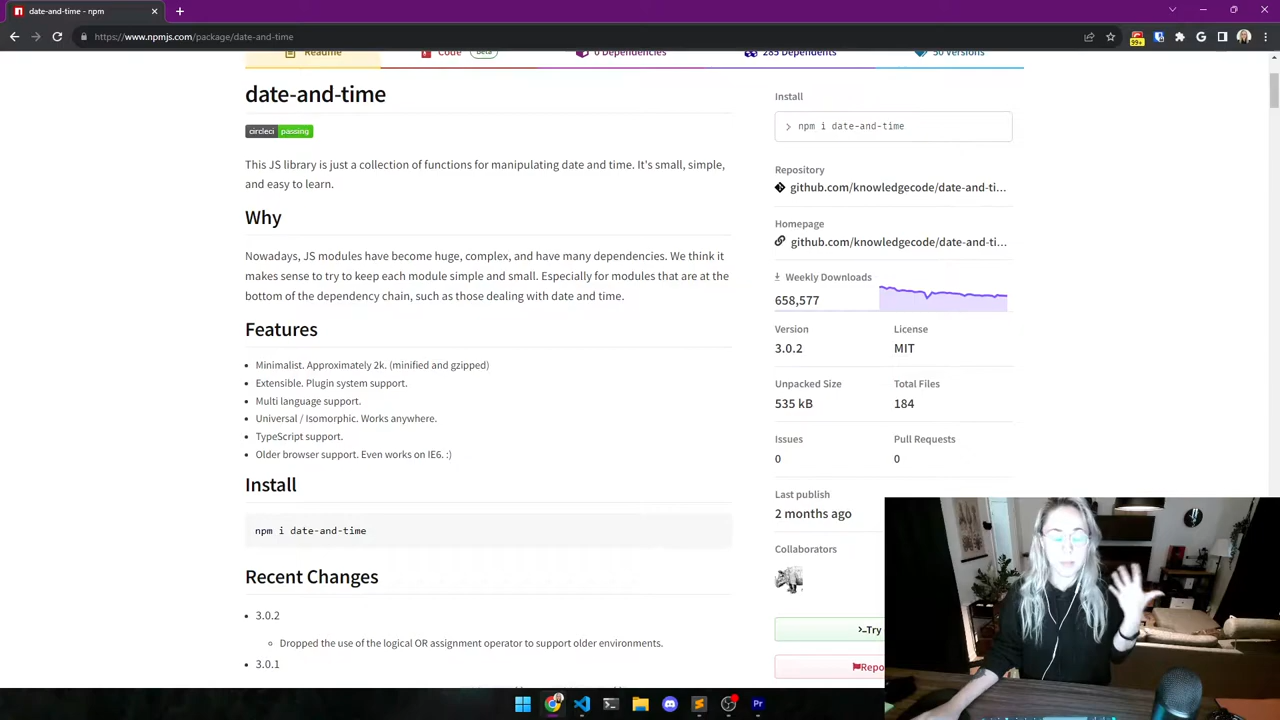 date-and-time - npm
https://www.npmjs.com/package/date-and-time
99+
Readme
Code
Beta
0 Dependencies
285 Dependents
50 Versions
date-and-time
circleci passing
This JS library is just a collection of functions for manipulating date and time. It's small, simple,
and easy to learn.
Why
Nowadays, JS modules have become huge, complex, and have many dependencies. We think it
makes sense to try to keep each module simple and small. Especially for modules that are at the
bottom of the dependency chain, such as those dealing with date and time.
Features
Minimalist. Approximately 2k. (minified and gzipped)
Extensible. Plugin system support.
Multi language support.
Universal / Isomorphic. Works anywhere.
TypeScript support.
Older browser support. Even works on IE6. :)
Install
npm i date-and-time
Recent Changes
3.0.2
Dropped the use of the logical OR assignment operator to support older environments.
3.0.1
Install
npm i date-and-time
Repository
github.com/knowledgecode/date-and-ti...
Homepage
github.com/knowledgecode/date-and-ti...
Weekly Downloads
658,577
Version
License
3.0.2
MIT
Unpacked Size
Total Files
535 kB
184
Issues
Pull Requests
0
0
Last publish
2 months ago
Collaborators
Try
Repo
Pr